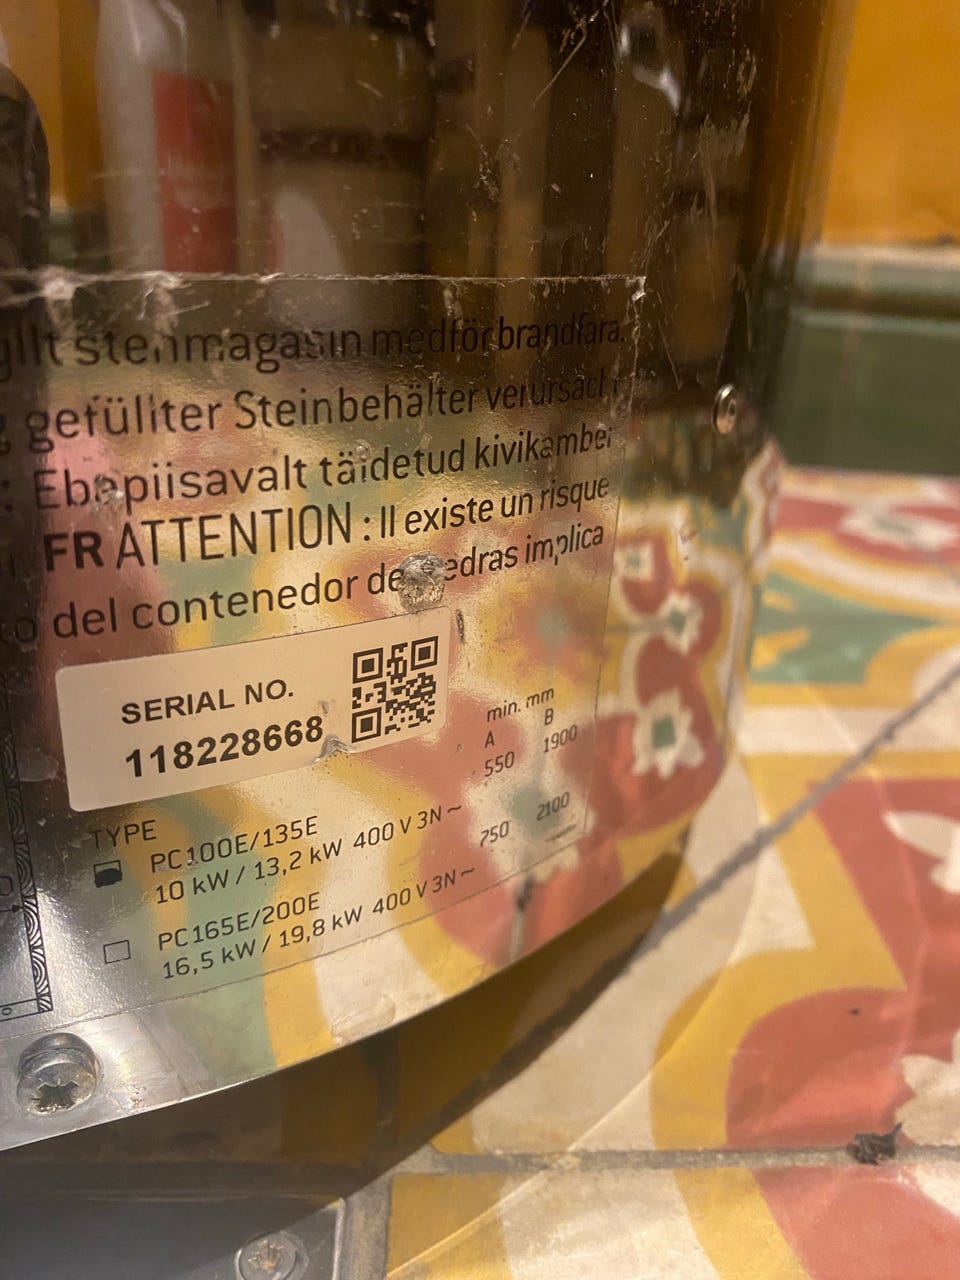 stenmagasin medför brandfara.
gefüllter Steinbehälter verursacht
: Ebapiisavalt täidetud kivikambei
FR ATTENTION : Il existe un risque
del contenedor de implica
SERIAL NO.
118228668
min. mm
A B
550 1900
750 2100
TYPE
PC100E/135E
10 kW / 13,2 kW 400 V 3N ~
PC165E/200E
16,5 kW / 19,8 kW 400 V 3N ~